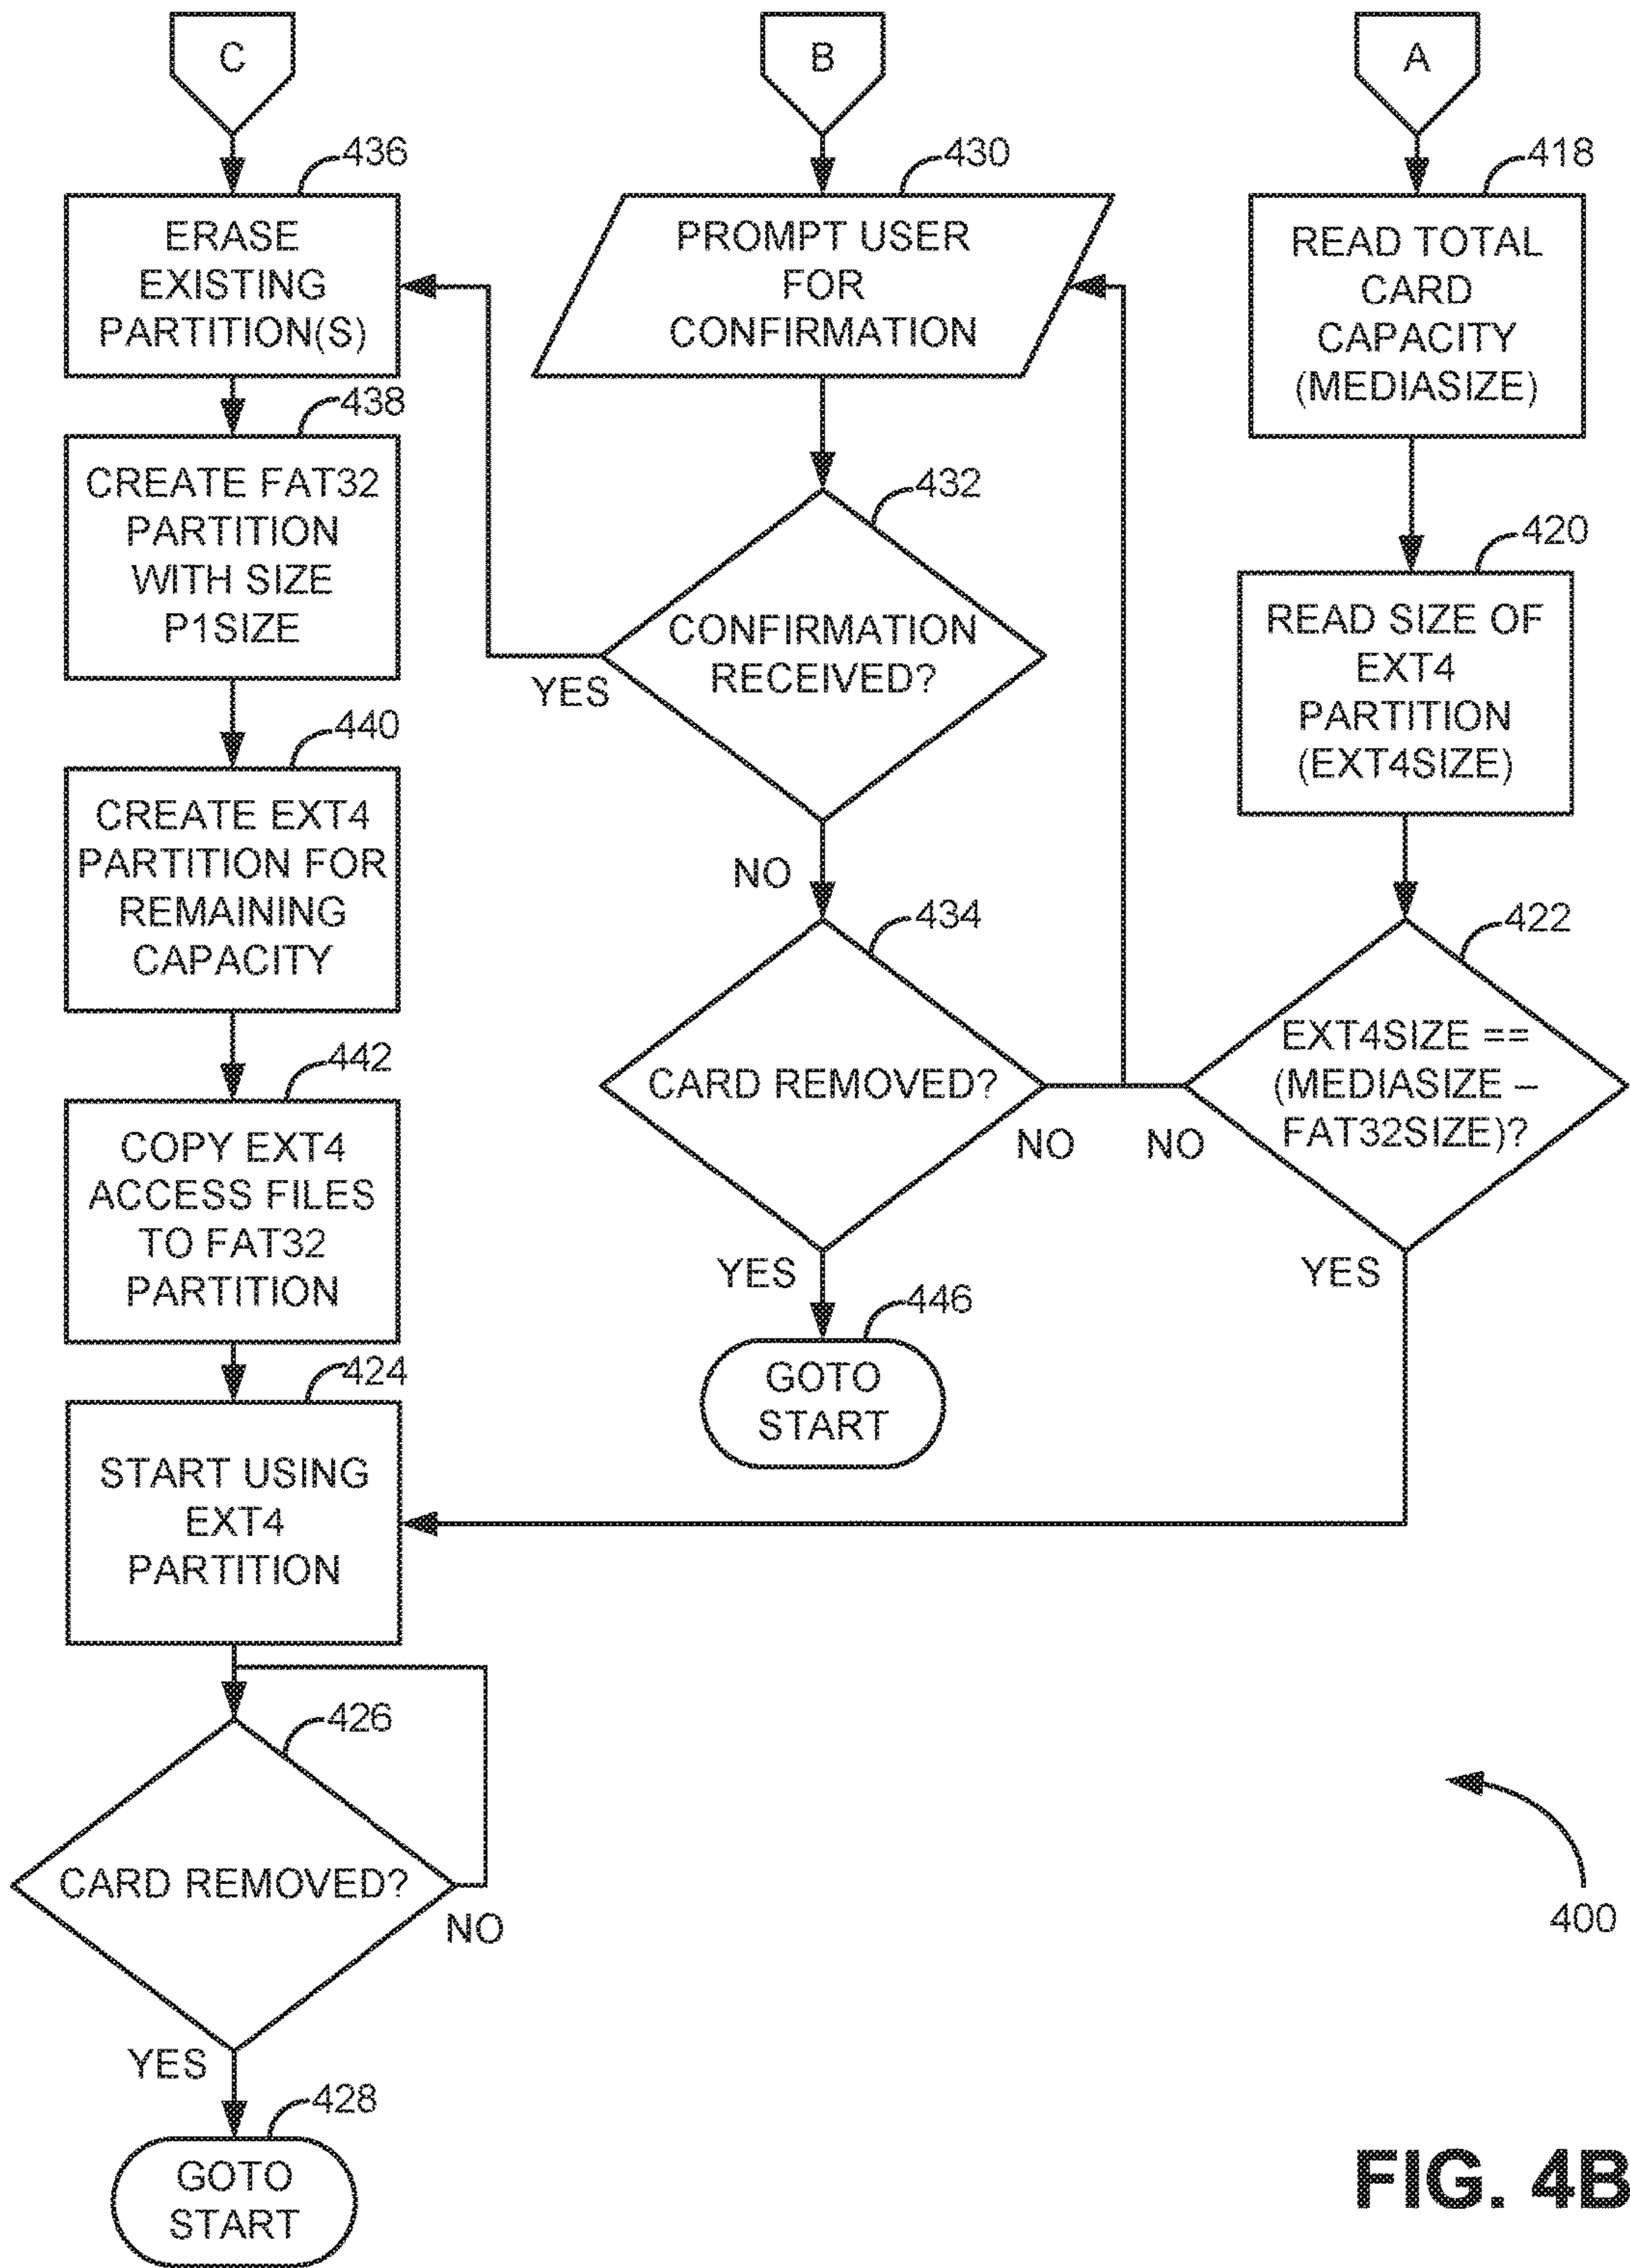 C
436
ERASE
EXISTING
PARTITION(S)
438
CREATE FAT32
PARTITION
WITH SIZE
P1SIZE
440
CREATE EXT4
PARTITION FOR
REMAINING
CAPACITY
442
COPY EXT4
ACCESS FILES
TO FAT32
PARTITION
424
START USING
EXT4
PARTITION
426
CARD REMOVED?
NO
YES
428
GOTO
START
B
430
PROMPT USER
FOR
CONFIRMATION
432
CONFIRMATION
RECEIVED?
YES
NO
434
CARD REMOVED?
NO
YES
446
GOTO
START
A
418
READ TOTAL
CARD
CAPACITY
(MEDIASIZE)
420
READ SIZE OF
EXT4
PARTITION
(EXT4SIZE)
422
EXT4SIZE ==
(MEDIASIZE –
FAT32SIZE)?
NO
YES
400
FIG. 4B